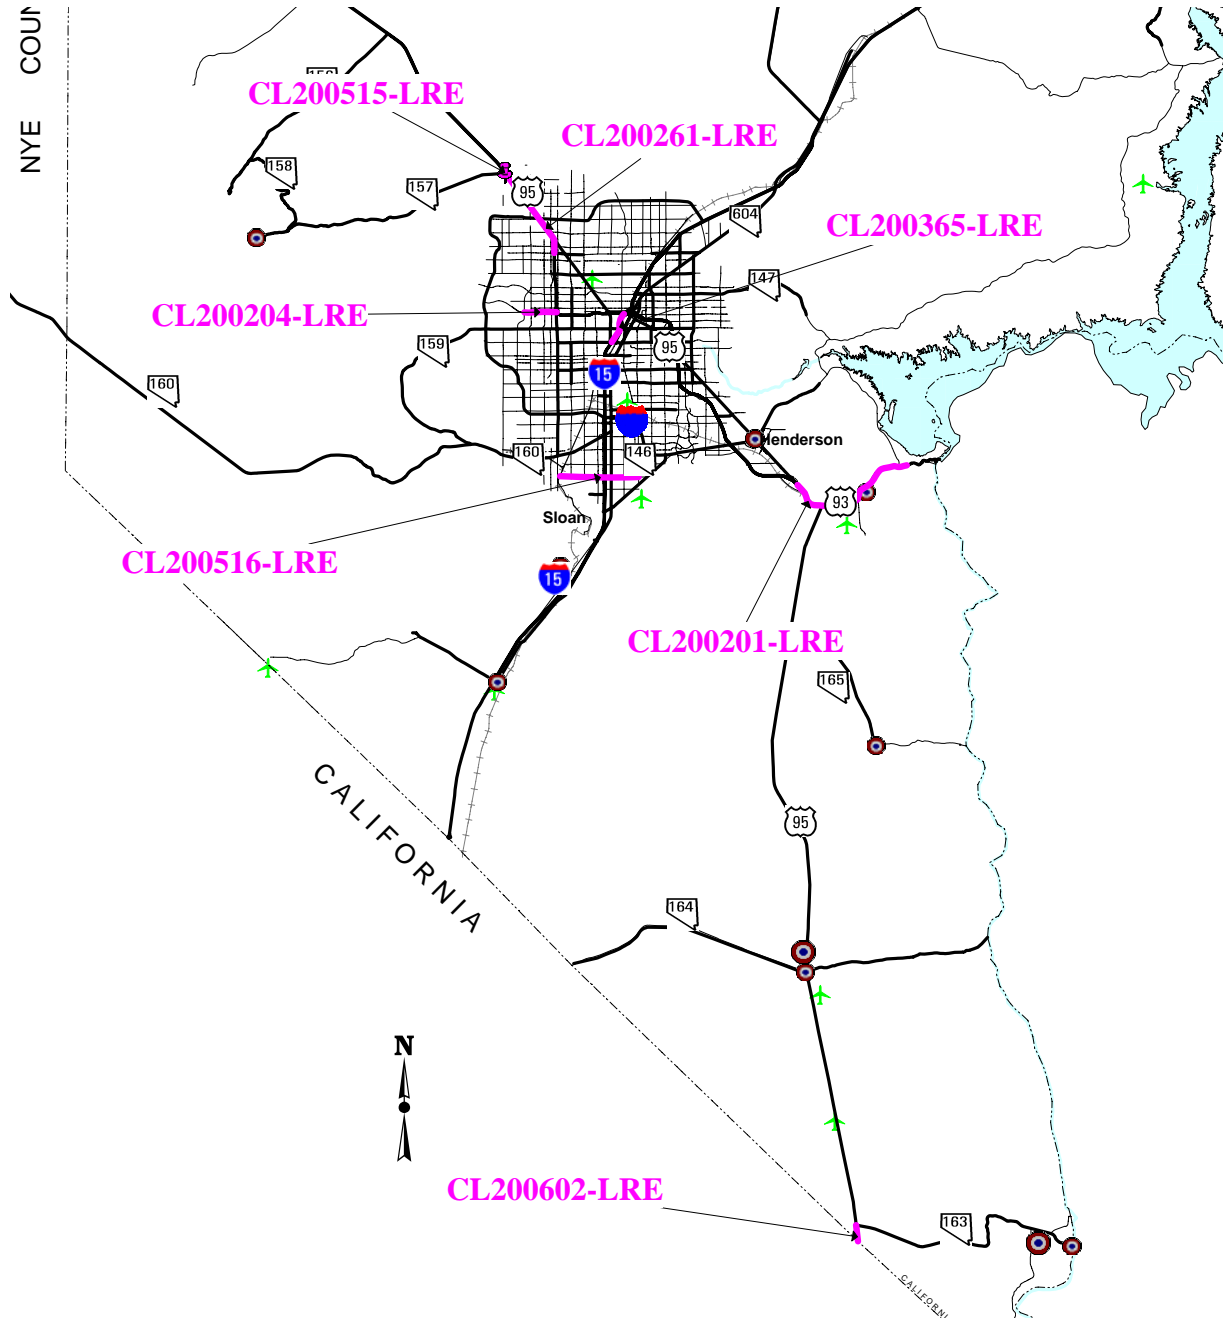 NYE COUN
CL200515-LRE
CL200261-LRE
158
157
95
604
CL200365-LRE
147
CL200204-LRE
159
95
15
160
Henderson
160
146
93
Sloan
CL200516-LRE
15
CL200201-LRE
165
CALIFORNIA
95
164
N
CL200602-LRE
163
CALIFORNI